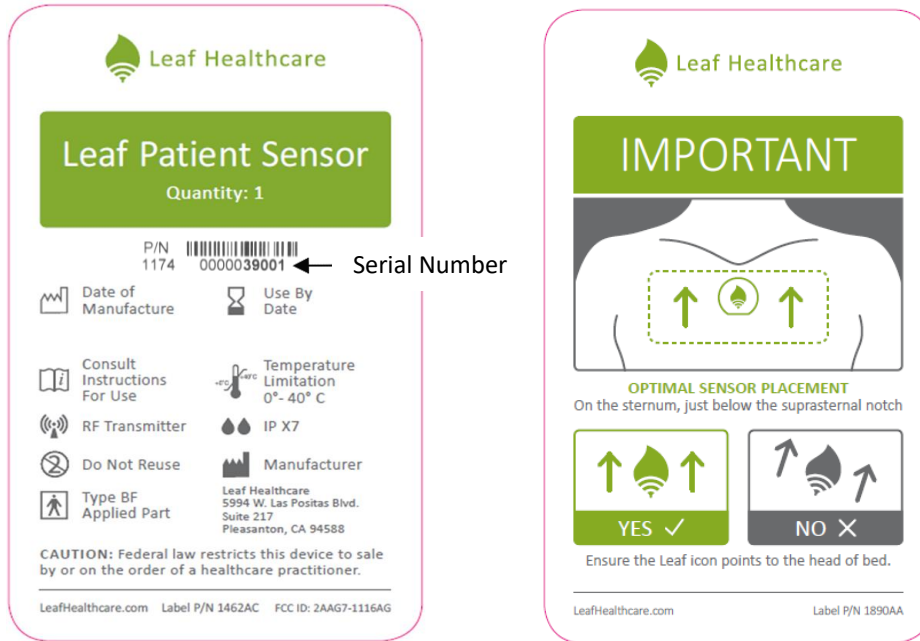 Leaf Healthcare
Leaf Patient Sensor
Quantity: 1
P/N
1174 0000039001
Serial Number
Date of
Manufacture
Use By
Date
Consult
Instructions
For Use
+0°C
+40°C
Temperature
Limitation
0°- 40° C
RF Transmitter
IP X7
2
Do Not Reuse
Manufacturer
Type BF
Applied Part
Leaf Healthcare
5994 W. Las Positas Blvd.
Suite 217
Pleasanton, CA 94588
CAUTION: Federal law restricts this device to sale
by or on the order of a healthcare practitioner.
LeafHealthcare.com Label P/N 1462AC FCC ID: 2AAG7-1116AG
Leaf Healthcare
IMPORTANT
OPTIMAL SENSOR PLACEMENT
On the sternum, just below the suprasternal notch
YES ✓
NO ✕
Ensure the Leaf icon points to the head of bed.
LeafHealthcare.com Label P/N 1890AA